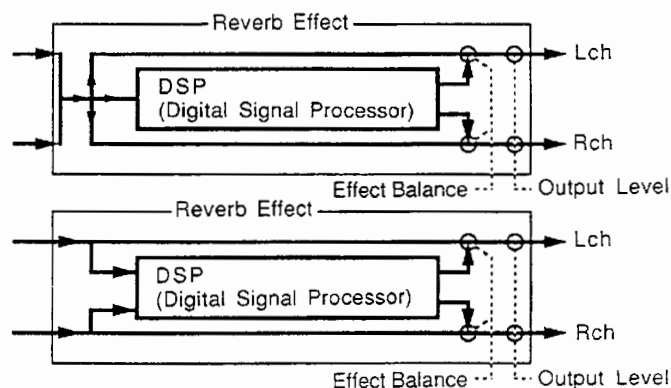 Reverb Effect
Lch
DSP
(Digital Signal Processor)
Rch
Effect Balance
Output Level
Reverb Effect
Lch
DSP
(Digital Signal Processor)
Rch
Effect Balance
Output Level